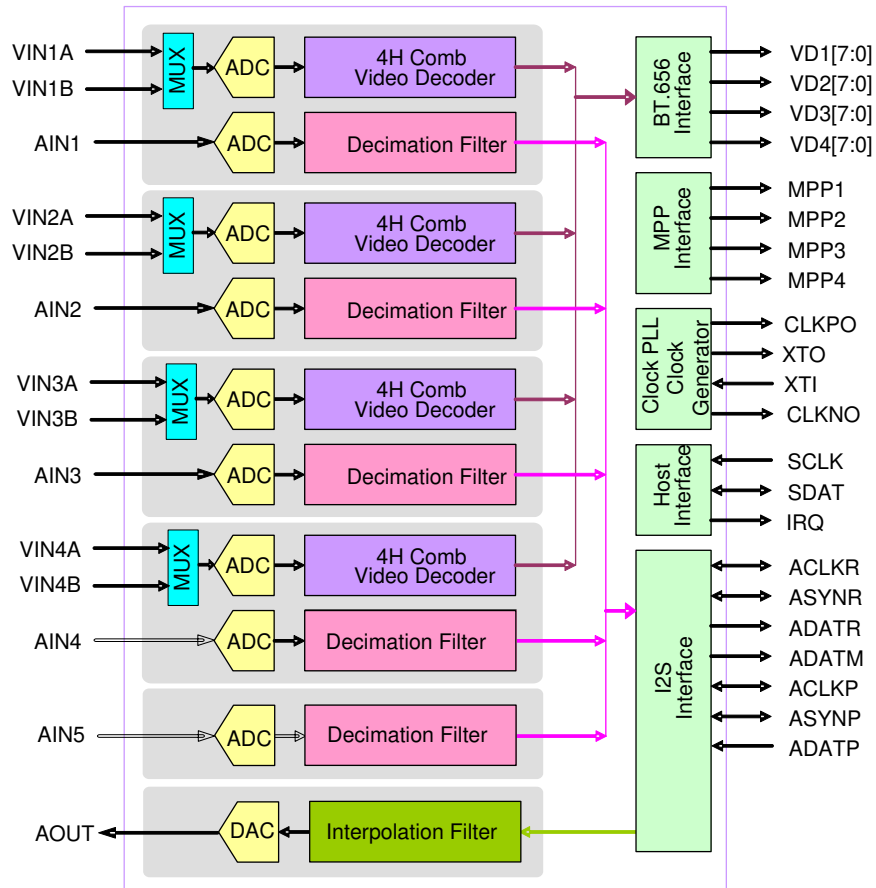 VIN1A
VIN1B
MUX
ADC
4H Comb
Video Decoder
AIN1
ADC
Decimation Filter
VIN2A
VIN2B
MUX
ADC
4H Comb
Video Decoder
AIN2
ADC
Decimation Filter
VIN3A
VIN3B
MUX
ADC
4H Comb
Video Decoder
AIN3
ADC
Decimation Filter
VIN4A
VIN4B
MUX
ADC
4H Comb
Video Decoder
AIN4
ADC
Decimation Filter
AIN5
ADC
Decimation Filter
AOUT
DAC
Interpolation Filter
BT.656
Interface
VD1[7:0]
VD2[7:0]
VD3[7:0]
VD4[7:0]
MPP
Interface
MPP1
MPP2
MPP3
MPP4
Clock PLL
Clock
Generator
CLKPO
XTO
XTI
CLKNO
Host
Interface
SCLK
SDAT
IRQ
I2S
Interface
ACLKR
ASYNR
ADATR
ADATM
ACLKP
ASYNP
ADATP